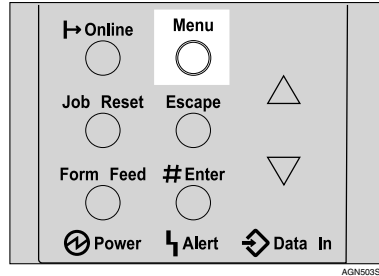 Online Menu
Job Reset Escape
Form Feed # Enter
Power Alert Data In
AGN503S